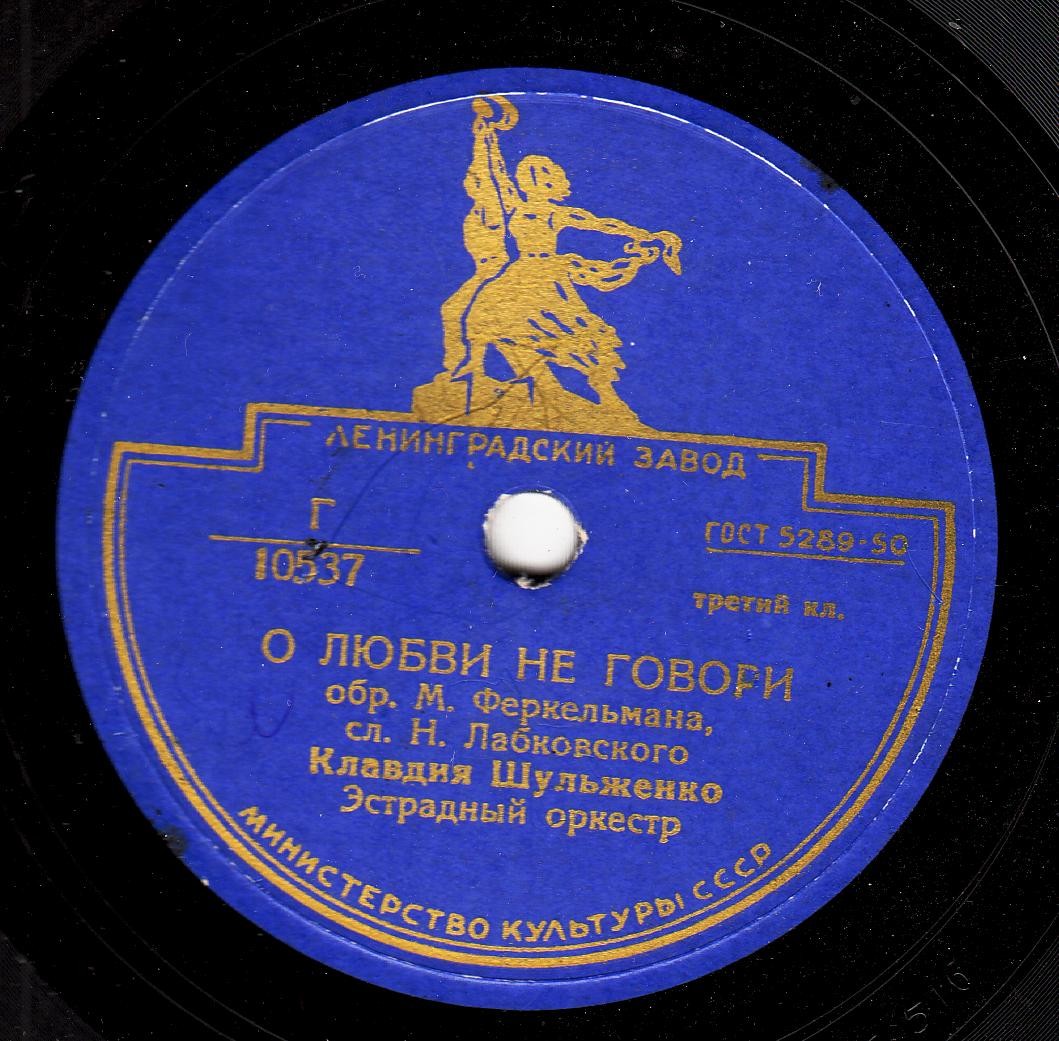 ЛЕНИНГРАДСКИЙ ЗАВОД
Г
10537
ГОСТ 5289-50
третий кл.
О ЛЮБВИ НЕ ГОВОРИ
обр. М. Феркельмана,
сл. Н. Лабковского
Клавдия Шульженко
Эстрадный оркестр
МИНИСТЕРСТВО КУЛЬТУРЫ СССР